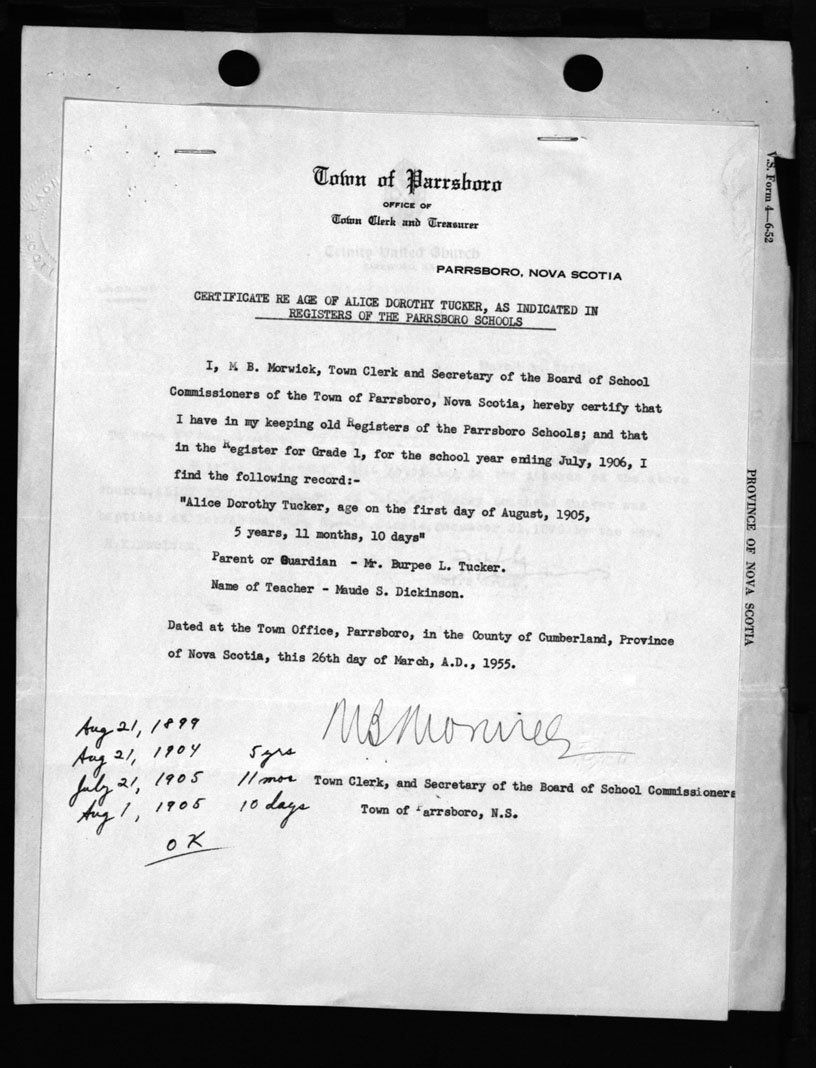 Town of Parrsboro
OFFICE OF
Town Clerk and Treasurer
Trinity United Church
PARRSBORO, NOVA SCOTIA
CERTIFICATE RE AGE OF ALICE DOROTHY TUCKER, AS INDICATED IN
REGISTERS OF THE PARRSBORO SCHOOLS
I, M B. Morwick, Town Clerk and Secretary of the Board of School
Commissioners of the Town of Parrsboro, Nova Scotia, hereby certify that
I have in my keeping old Registers of the Parrsboro Schools; and that
in the Register for Grade 1, for the school year ending July, 1906, I
find the following record:-
"Alice Dorothy Tucker, age on the first day of August, 1905,
5 years, 11 months, 10 days"
Parent or Guardian - Mr. Burpee L. Tucker.
Name of Teacher - Maude S. Dickinson.
Dated at the Town Office, Parrsboro, in the County of Cumberland, Province
of Nova Scotia, this 26th day of March, A.D., 1955.
MB Morwick
Town Clerk, and Secretary of the Board of School Commissioners
Town of Parrsboro, N.S.
Aug 21, 1899
Aug 21, 1904 5 yrs
July 21, 1905 11 mos
Aug 1, 1905 10 days
OK
V.S. Form 4—6-52
PROVINCE OF NOVA SCOTIA